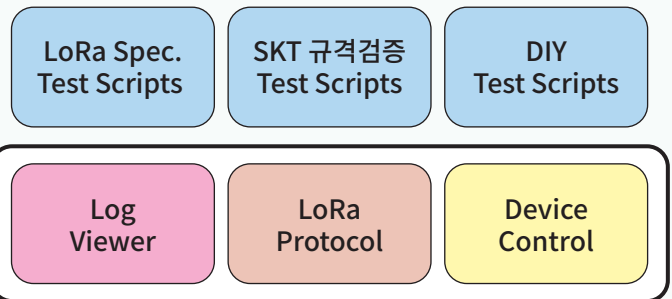 LoRa Spec.
Test Scripts
SKT 규격검증
Test Scripts
DIY
Test Scripts
Log
Viewer
LoRa
Protocol
Device
Control